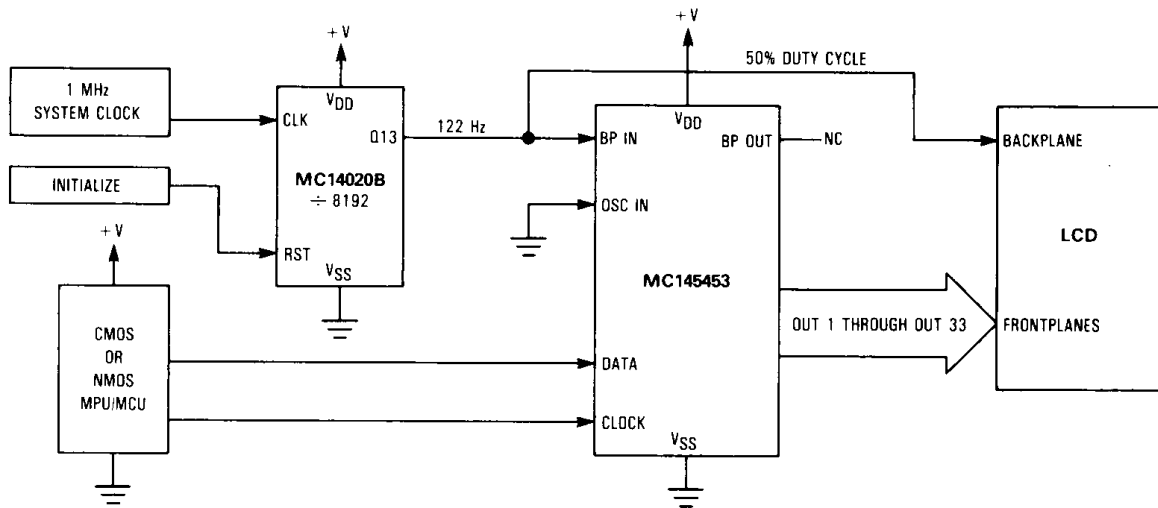 +V
+V
50% DUTY CYCLE
1 MHz
SYSTEM CLOCK
VDD
CLK
Q13
122 Hz
VDD
BP IN
BP OUT
NC
BACKPLANE
INITIALIZE
MC14020B
÷ 8192
OSC IN
+V
RST
VSS
LCD
MC145453
CMOS
OR
NMOS
MPU/MCU
OUT 1 THROUGH OUT 33
FRONTPLANES
DATA
CLOCK
VSS